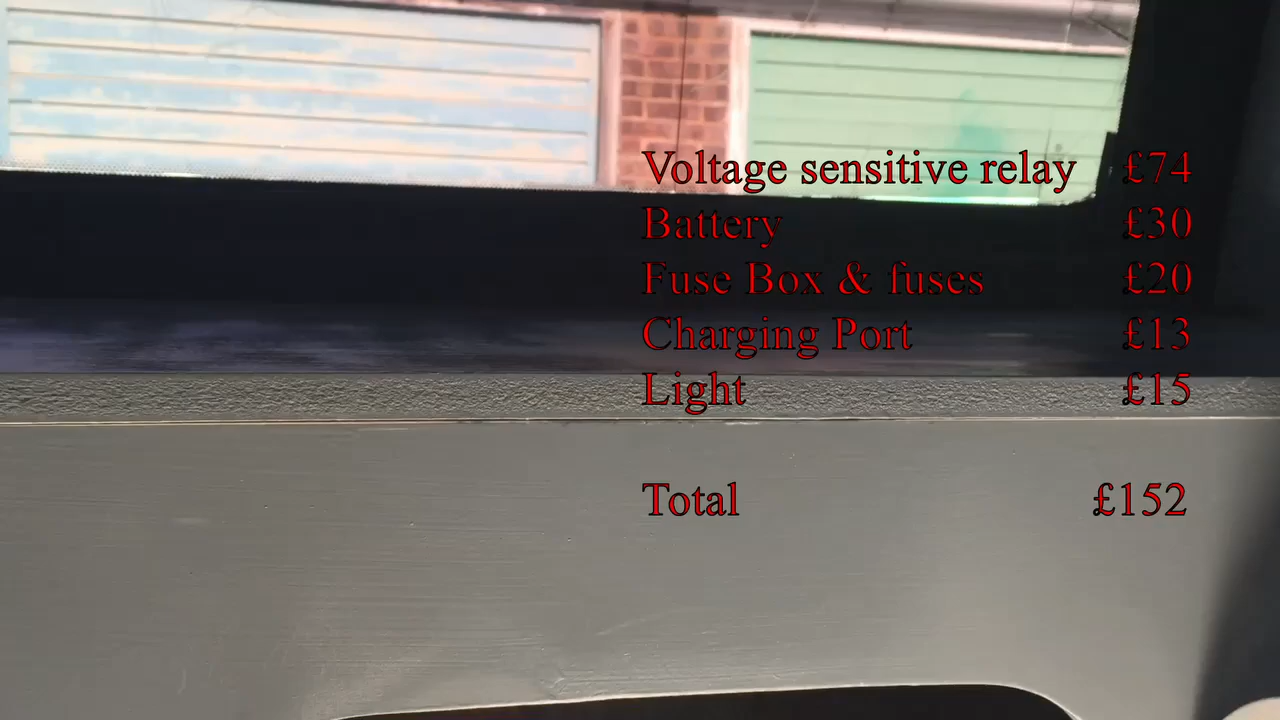 Voltage sensitive relay £74
Battery £30
Fuse Box & fuses £20
Charging Port £13
Light £15
Total £152